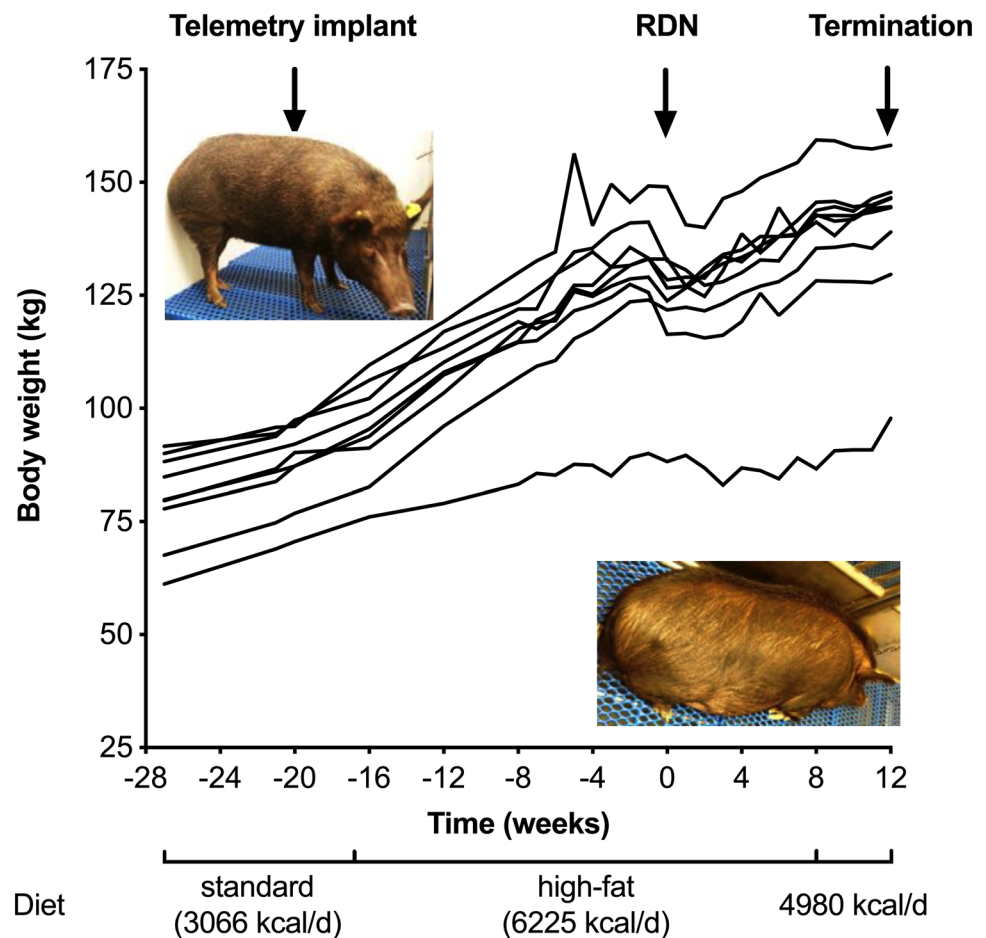 Telemetry implant RDN Termination
175
150
125
100
75
50
25
Body weight (kg)
-28 -24 -20 -16 -12 -8 -4 0 4 8 12
Time (weeks)
Diet
standard
(3066 kcal/d)
high-fat
(6225 kcal/d)
4980 kcal/d